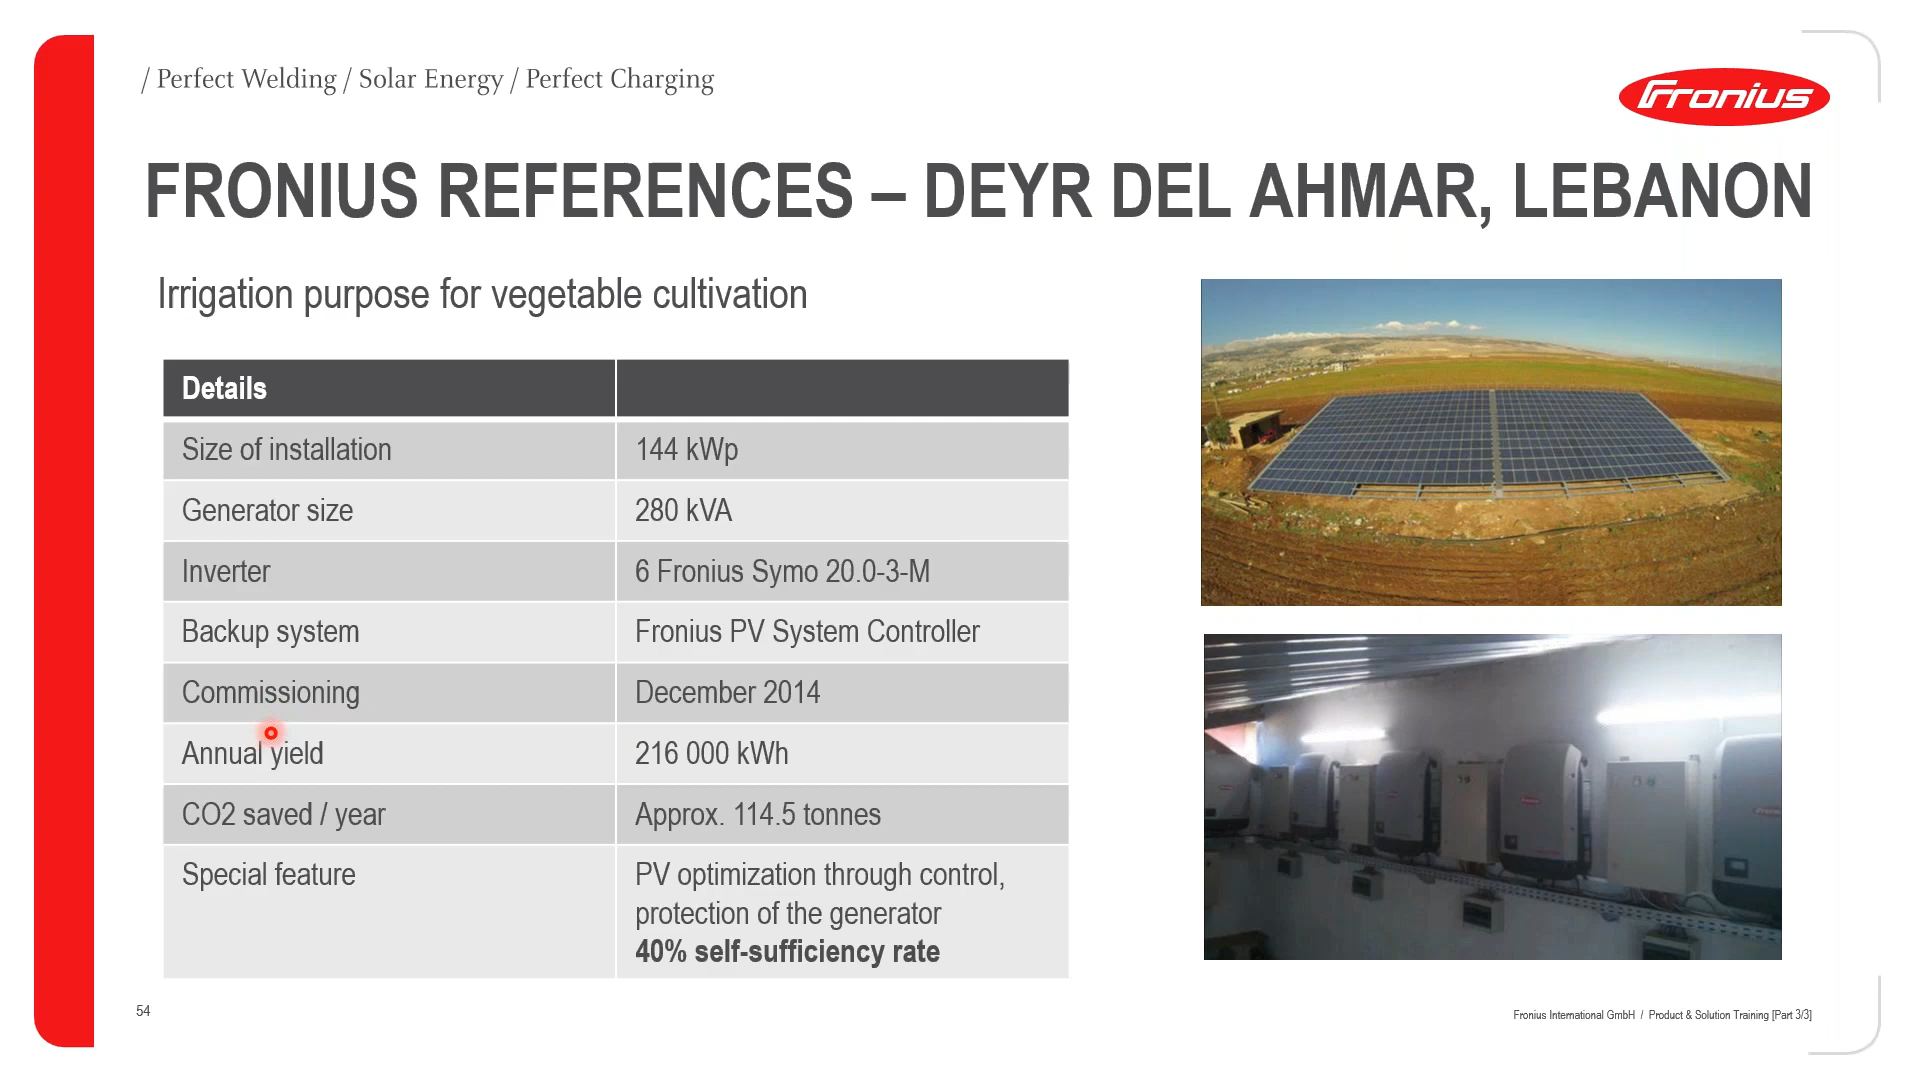 / Perfect Welding / Solar Energy / Perfect Charging
Fronius
FRONIUS REFERENCES – DEYR DEL AHMAR, LEBANON
Irrigation purpose for vegetable cultivation
Details
Size of installation 144 kWp
Generator size 280 kVA
Inverter 6 Fronius Symo 20.0-3-M
Backup system Fronius PV System Controller
Commissioning December 2014
Annual yield 216 000 kWh
CO2 saved / year Approx. 114.5 tonnes
Special feature PV optimization through control,
protection of the generator
40% self-sufficiency rate
54
Fronius International GmbH / Product & Solution Training [Part 3/3]